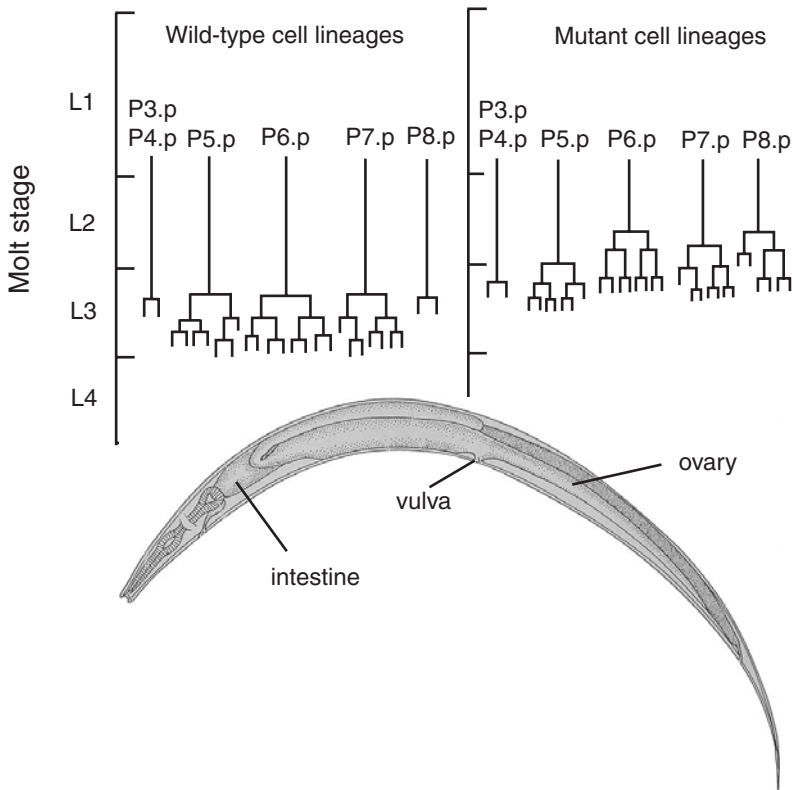 Wild-type cell lineages
Mutant cell lineages
Molt stage
L1
L2
L3
L4
P3.p
P4.p P5.p P6.p P7.p P8.p
P3.p
P4.p P5.p P6.p P7.p P8.p
ovary
vulva
intestine